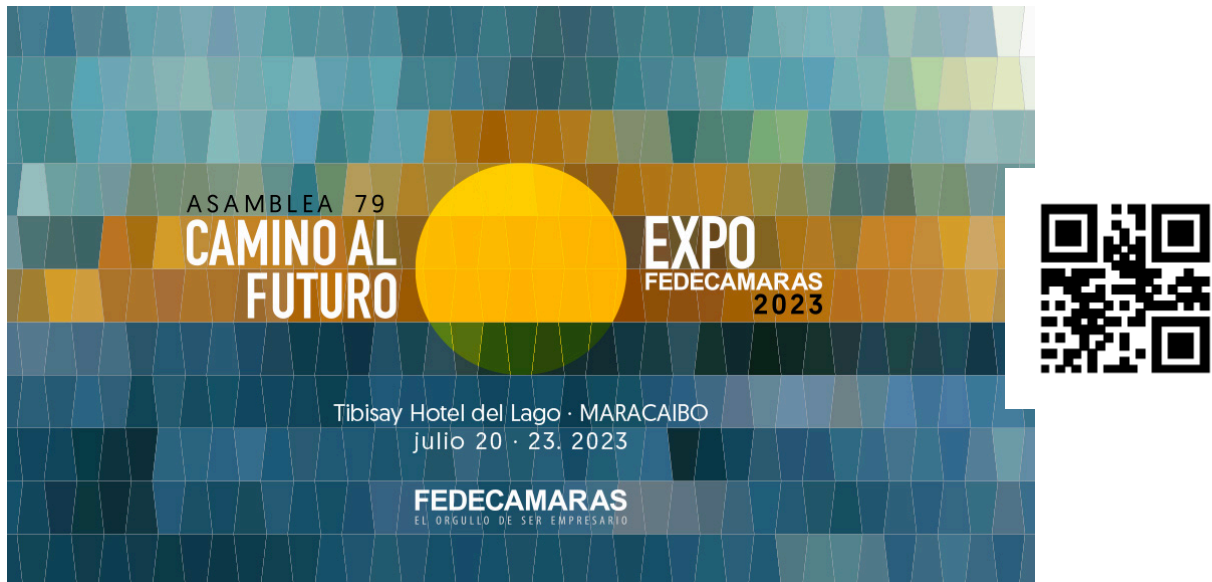 ASAMBLEA 79
CAMINO AL
FUTURO
EXPO
FEDECAMARAS
2023
Tibisay Hotel del Lago · MARACAIBO
julio 20 · 23. 2023
FEDECAMARAS
EL ORGULLO DE SER EMPRESARIO